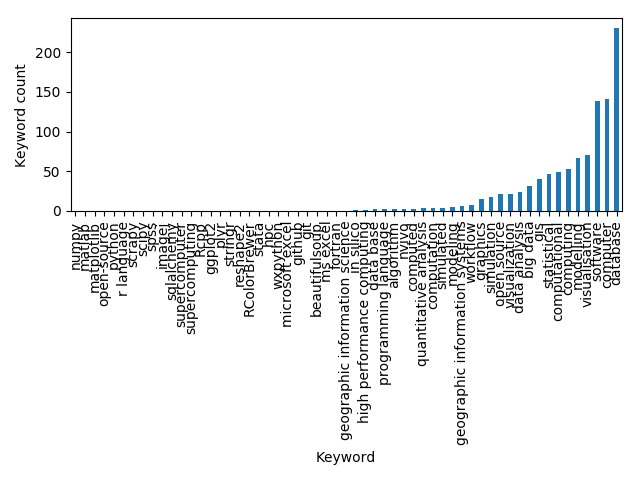 200
150
100
50
0
Keyword count
numpy
matlab
matplotlib
open-source
python
r language
scrapy
scipy
spss
imagej
sqlalchemy
supercomputer
supercomputing
Rcpp
ggplot2
plyr
stringr
reshape2
RColorBrewer
stata
hpc
wxpython
microsoft excel
github
git
beautifulsoup
ms excel
fortran
geographic information science
in silico
high performance computing
data base
programming language
algorithm
nvivo
computed
quantitative analysis
computation
simulated
modeling
geographic information systems
workflow
graphics
simulation
open source
visualization
data analysis
big data
gis
statistical
computational
computing
modelling
visualisation
software
computer
database
Keyword